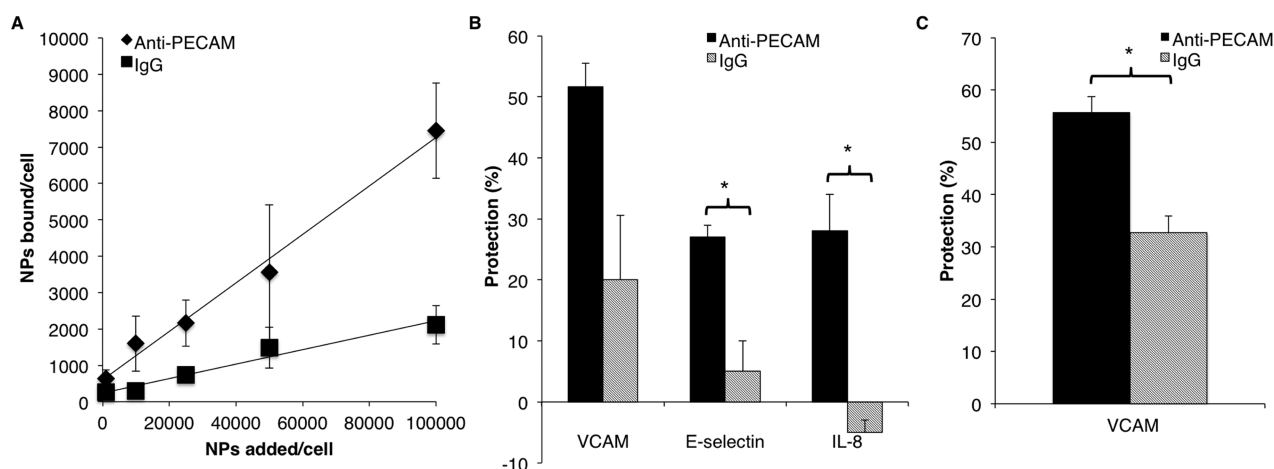 A
10000
9000
8000
7000
6000
5000
4000
3000
2000
1000
0
NPs bound/cell
Anti-PECAM
IgG
0 20000 40000 60000 80000 100000
NPs added/cell
B
60
50
40
30
20
10
0
-10
Protection (%)
Anti-PECAM
IgG
*
*
VCAM E-selectin IL-8
C
70
60
50
40
30
20
10
0
Protection (%)
Anti-PECAM
IgG
*
VCAM